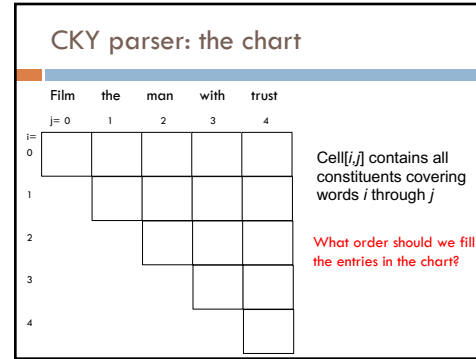 CKY parser: the chart
Film the man with trust
j= 0 1 2 3 4
i=
0
1
2
3
4
Cell[i,j] contains all
constituents covering
words i through j
What order should we fill
the entries in the chart?